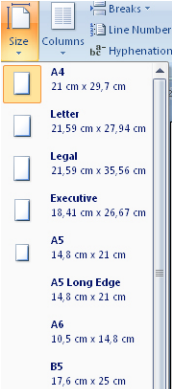 Size
Columns
Breaks
Line Number
Hyphenation
A4
21 cm x 29,7 cm
Letter
21,59 cm x 27,94 cm
Legal
21,59 cm x 35,56 cm
Executive
18,41 cm x 26,67 cm
A5
14,8 cm x 21 cm
A5 Long Edge
14,8 cm x 21 cm
A6
10,5 cm x 14,8 cm
B5
17,6 cm x 25 cm